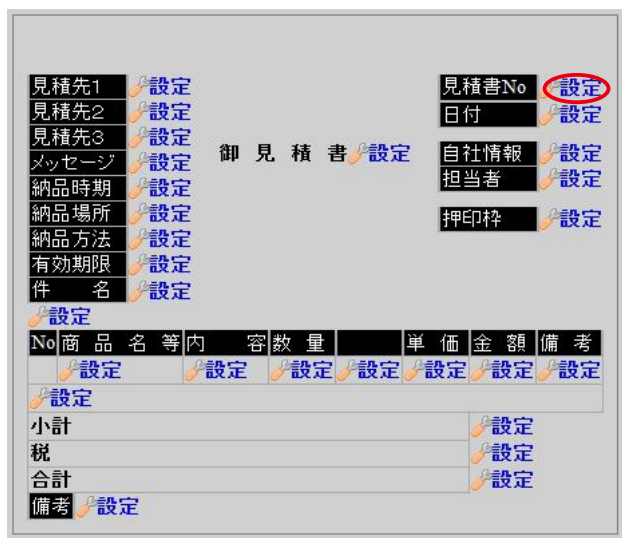 見積先1 設定
見積先2 設定
見積先3 設定
メッセージ 設定
納品時期 設定
納品場所 設定
納品方法 設定
有効期限 設定
件 名 設定
設定
御 見 積 書 設定
見積書No 設定
日付 設定
自社情報 設定
担当者 設定
押印枠 設定
No 商 品 名 等 内 容 数 量 単 価 金 額 備 考
設定 設定 設定 設定 設定 設定 設定
設定
小計 設定
税 設定
合計 設定
備考 設定